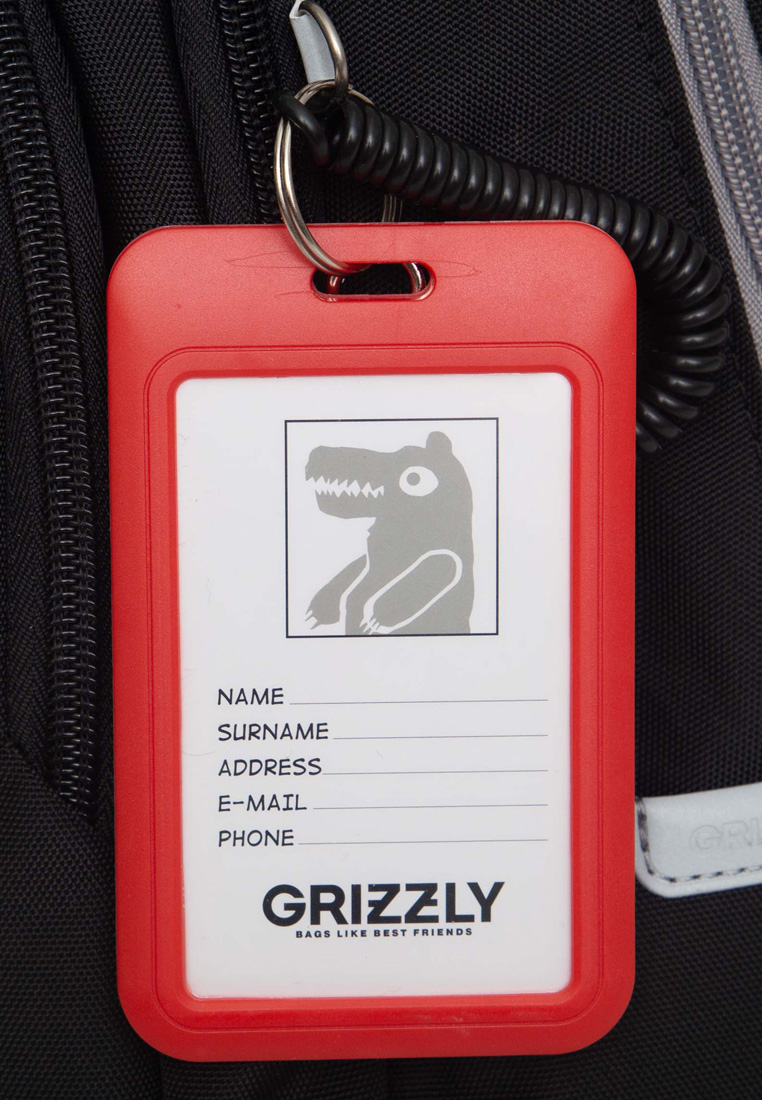 NAME
SURNAME
ADDRESS
E-MAIL
PHONE
GRIZZLY
BAGS LIKE BEST FRIENDS